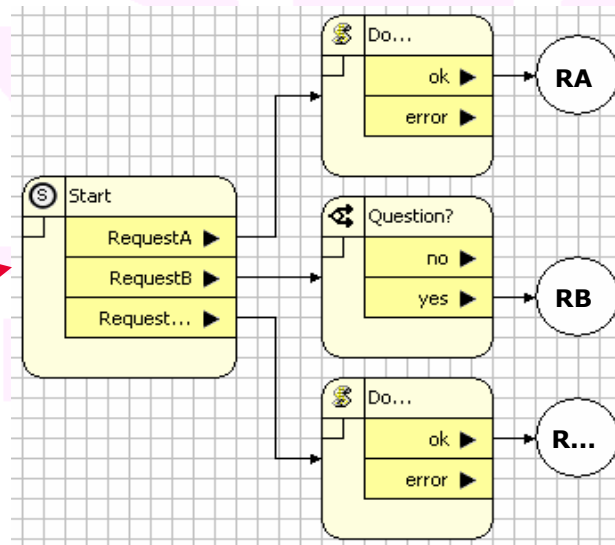 Do...
ok
error
RA
S
Start
RequestA
RequestB
Request...
Question?
no
yes
RB
Do...
ok
error
R...